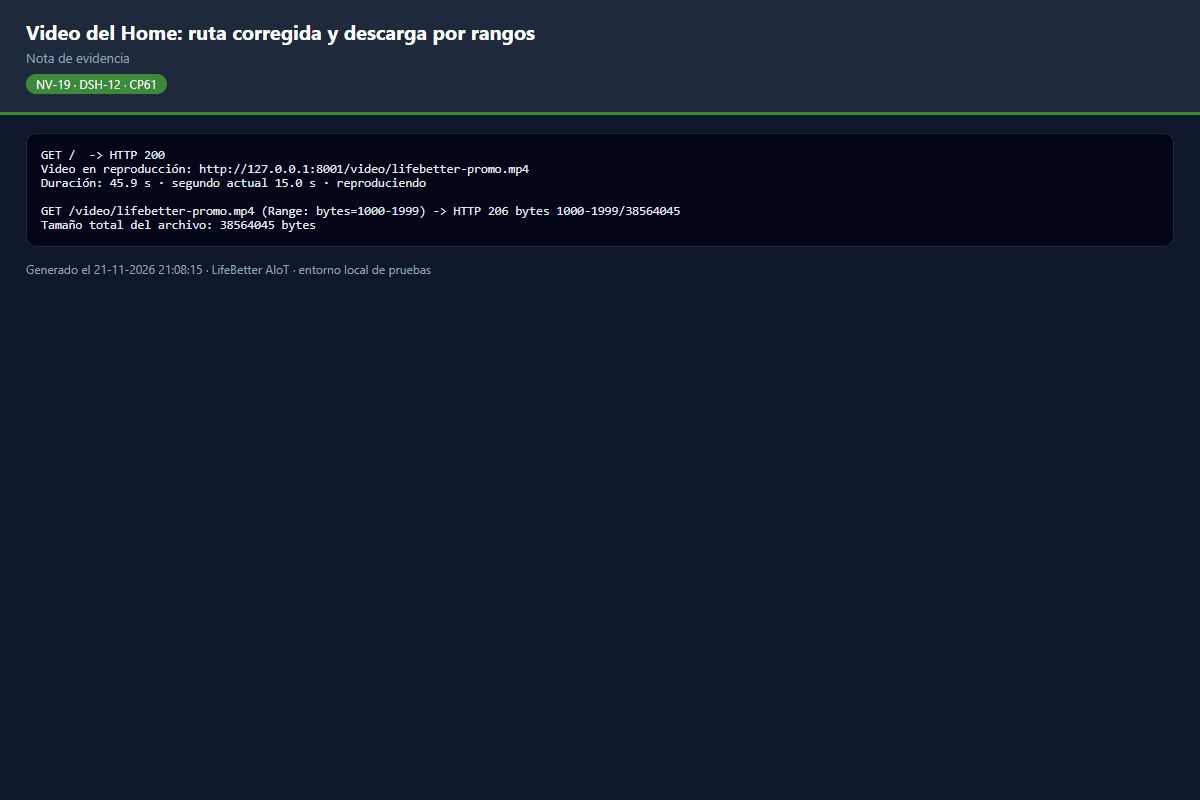 Video del Home: ruta corregida y descarga por rangos
Nota de evidencia
NV-19 · DSH-12 · CP61
GET /  -> HTTP 200
Video en reproducción: http://127.0.0.1:8001/video/lifebetter-promo.mp4
Duración: 45.9 s · segundo actual 15.0 s · reproduciendo
GET /video/lifebetter-promo.mp4 (Range: bytes=1000-1999) -> HTTP 206 bytes 1000-1999/38564045
Tamaño total del archivo: 38564045 bytes
Generado el 21-11-2026 21:08:15 · LifeBetter AIoT · entorno local de pruebas